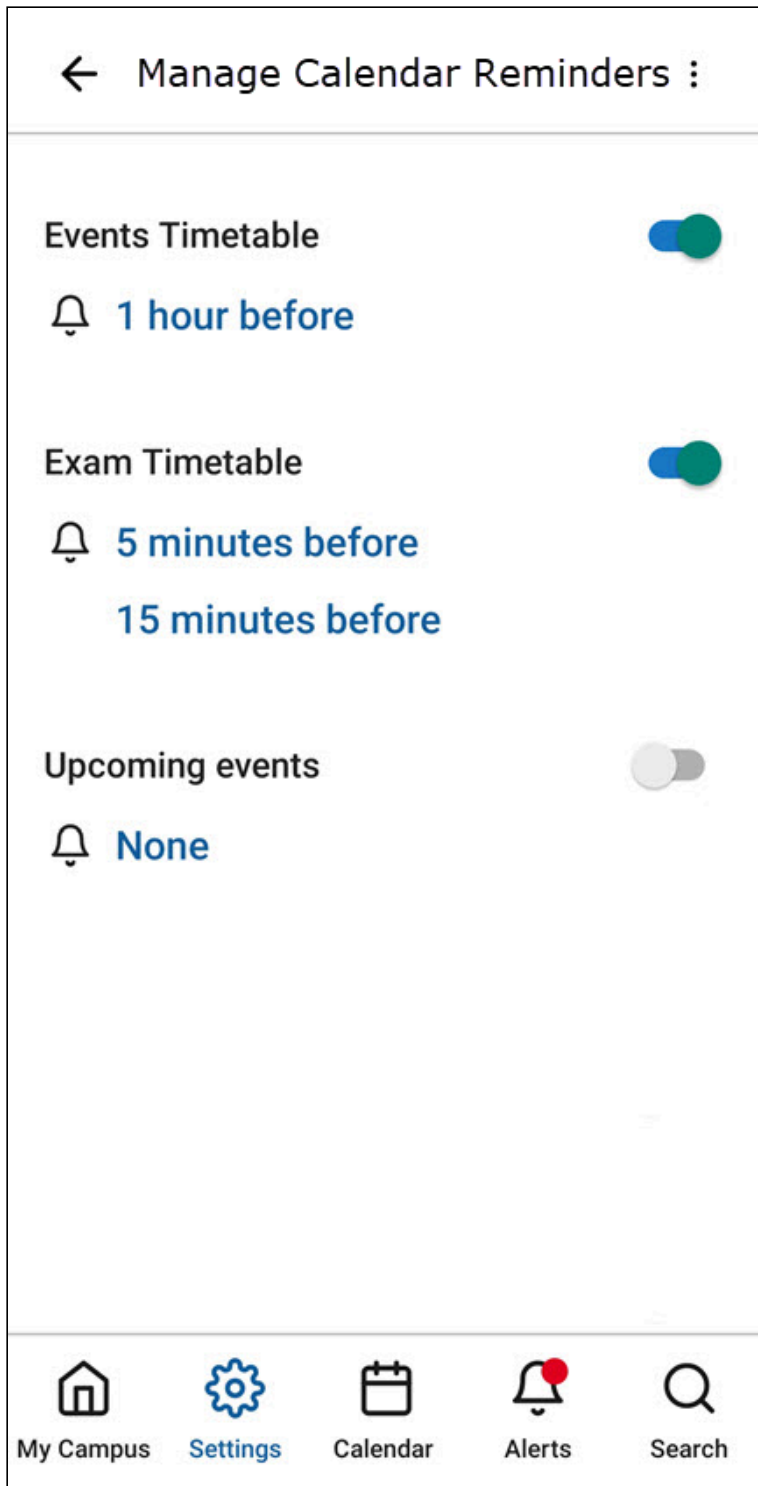 Manage Calendar Reminders
Events Timetable
1 hour before
Exam Timetable
5 minutes before
15 minutes before
Upcoming events
None
My Campus Settings Calendar Alerts Search